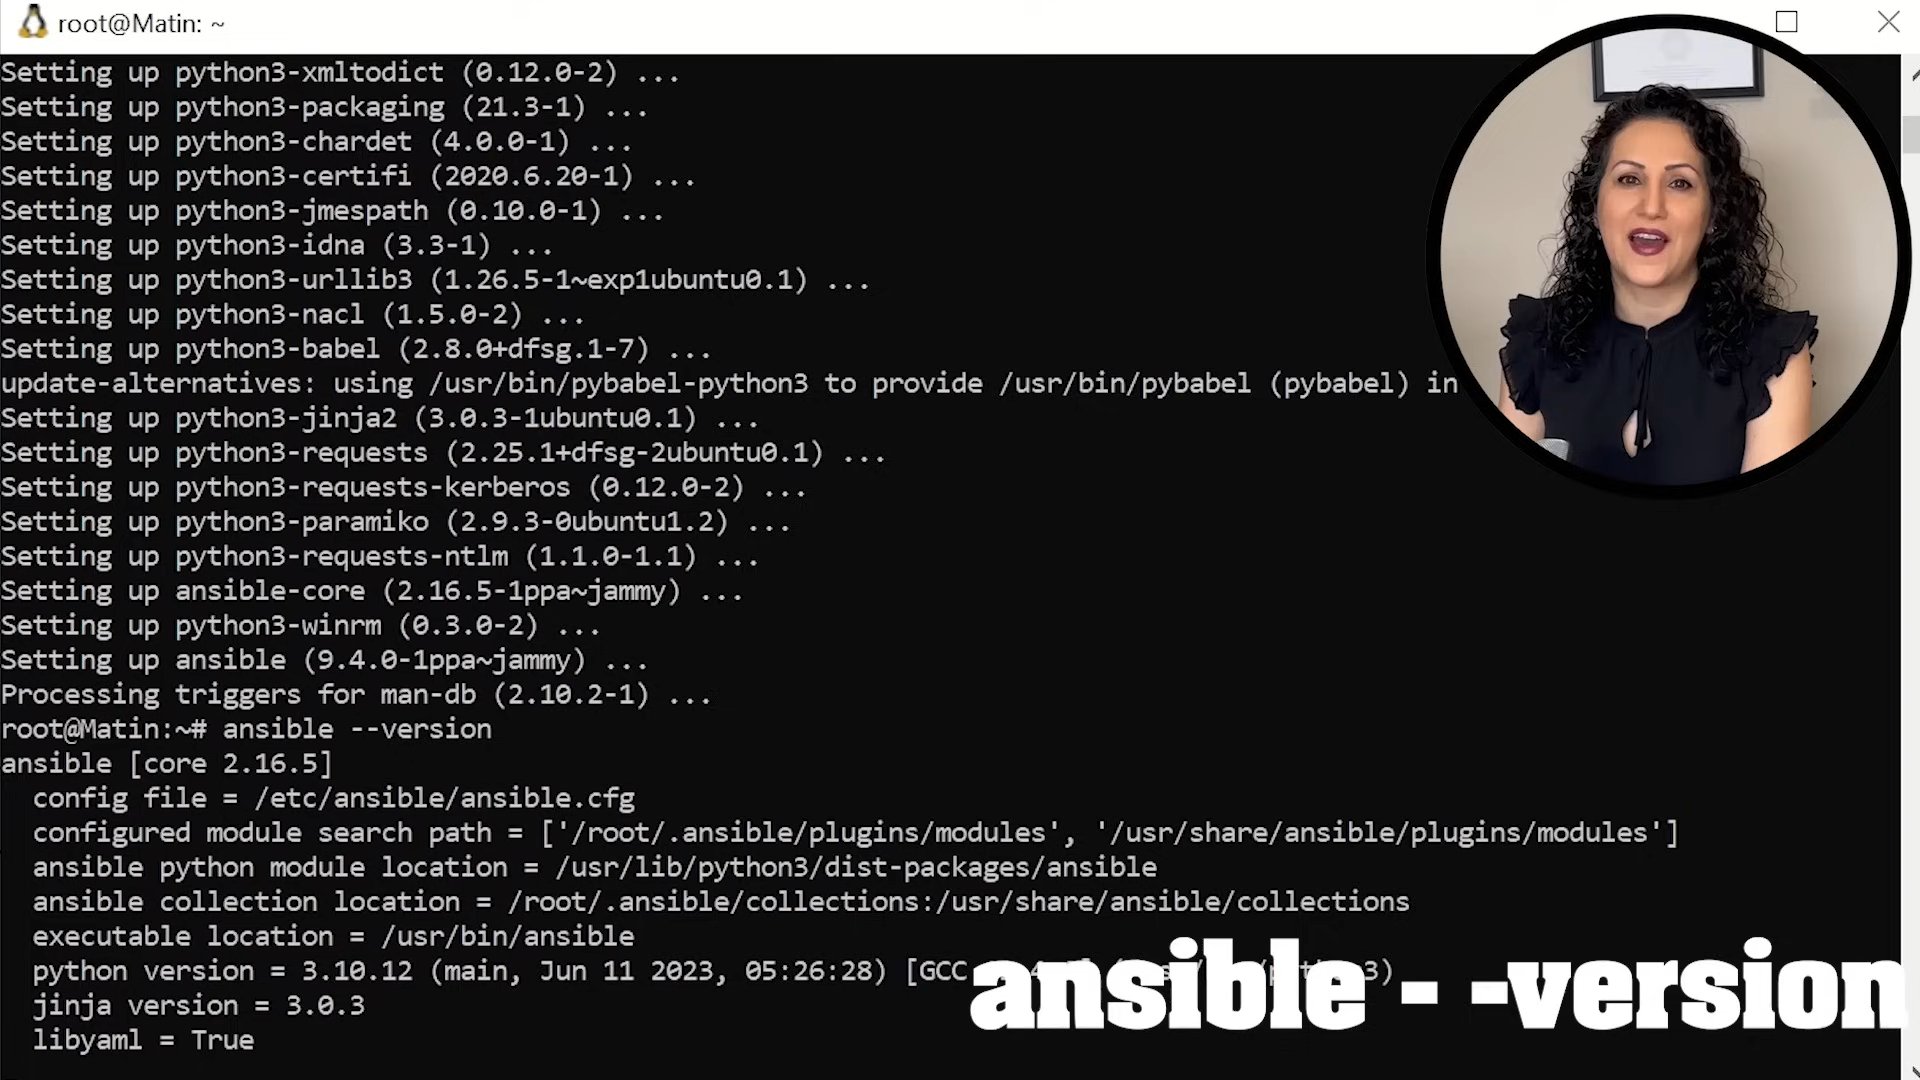 root@Matin: ~
Setting up python3-xmltodict (0.12.0-2) ...
Setting up python3-packaging (21.3-1) ...
Setting up python3-chardet (4.0.0-1) ...
Setting up python3-certifi (2020.6.20-1) ...
Setting up python3-jmespath (0.10.0-1) ...
Setting up python3-idna (3.3-1) ...
Setting up python3-urllib3 (1.26.5-1~exp1ubuntu0.1) ...
Setting up python3-nacl (1.5.0-2) ...
Setting up python3-babel (2.8.0+dfsg.1-7) ...
update-alternatives: using /usr/bin/pybabel-python3 to provide /usr/bin/pybabel (pybabel) in
Setting up python3-jinja2 (3.0.3-1ubuntu0.1) ...
Setting up python3-requests (2.25.1+dfsg-2ubuntu0.1) ...
Setting up python3-requests-kerberos (0.12.0-2) ...
Setting up python3-paramiko (2.9.3-0ubuntu1.2) ...
Setting up python3-requests-ntlm (1.1.0-1.1) ...
Setting up ansible-core (2.16.5-1ppa~jammy) ...
Setting up python3-winrm (0.3.0-2) ...
Setting up ansible (9.4.0-1ppa~jammy) ...
Processing triggers for man-db (2.10.2-1) ...
root@Matin:~# ansible --version
ansible [core 2.16.5]
config file = /etc/ansible/ansible.cfg
configured module search path = ['/root/.ansible/plugins/modules', '/usr/share/ansible/plugins/modules']
ansible python module location = /usr/lib/python3/dist-packages/ansible
ansible collection location = /root/.ansible/collections:/usr/share/ansible/collections
executable location = /usr/bin/ansible
python version = 3.10.12 (main, Jun 11 2023, 05:26:28) [GCC
jinja version = 3.0.3
libyaml = True
ansible - -version